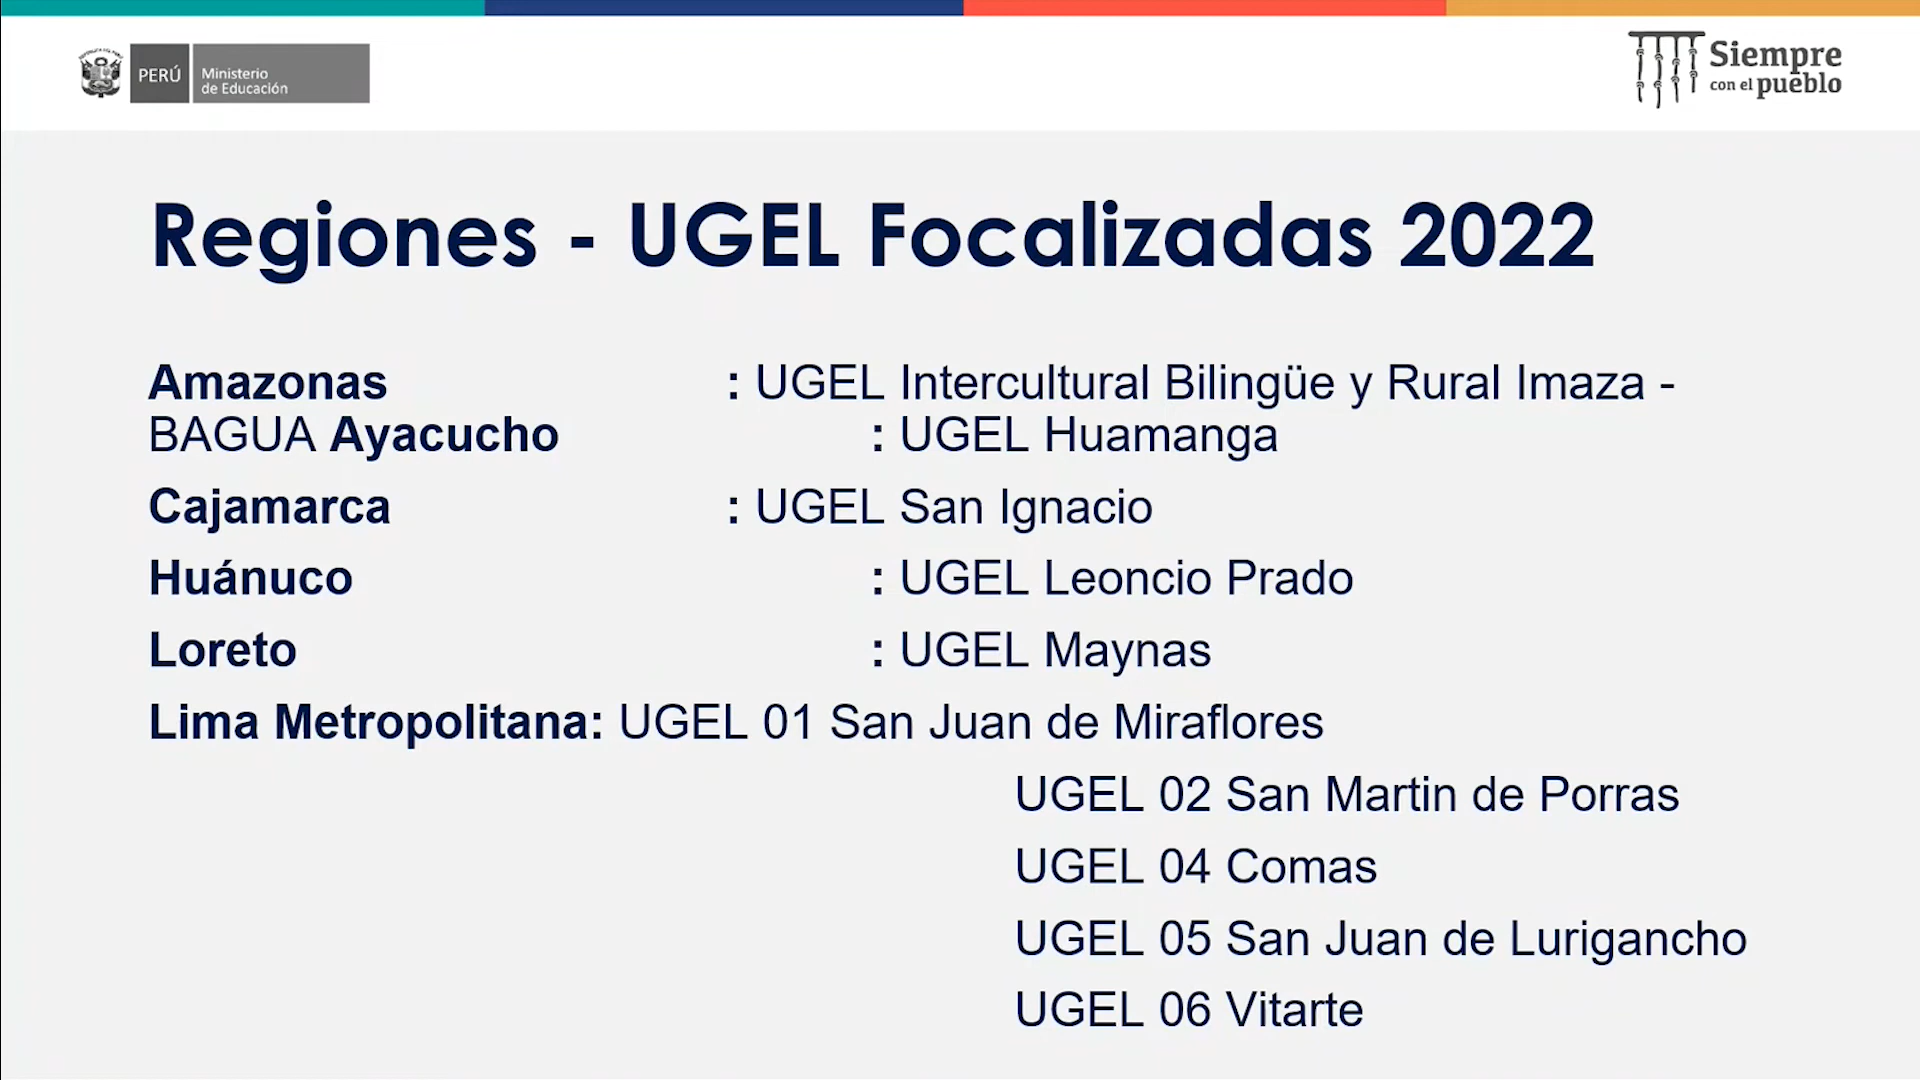 PERÚ
Ministerio
de Educación
Siempre
con el pueblo
Regiones - UGEL Focalizadas 2022
Amazonas : UGEL Intercultural Bilingüe y Rural Imaza -
BAGUA Ayacucho : UGEL Huamanga
Cajamarca : UGEL San Ignacio
Huánuco : UGEL Leoncio Prado
Loreto : UGEL Maynas
Lima Metropolitana: UGEL 01 San Juan de Miraflores
UGEL 02 San Martin de Porras
UGEL 04 Comas
UGEL 05 San Juan de Lurigancho
UGEL 06 Vitarte